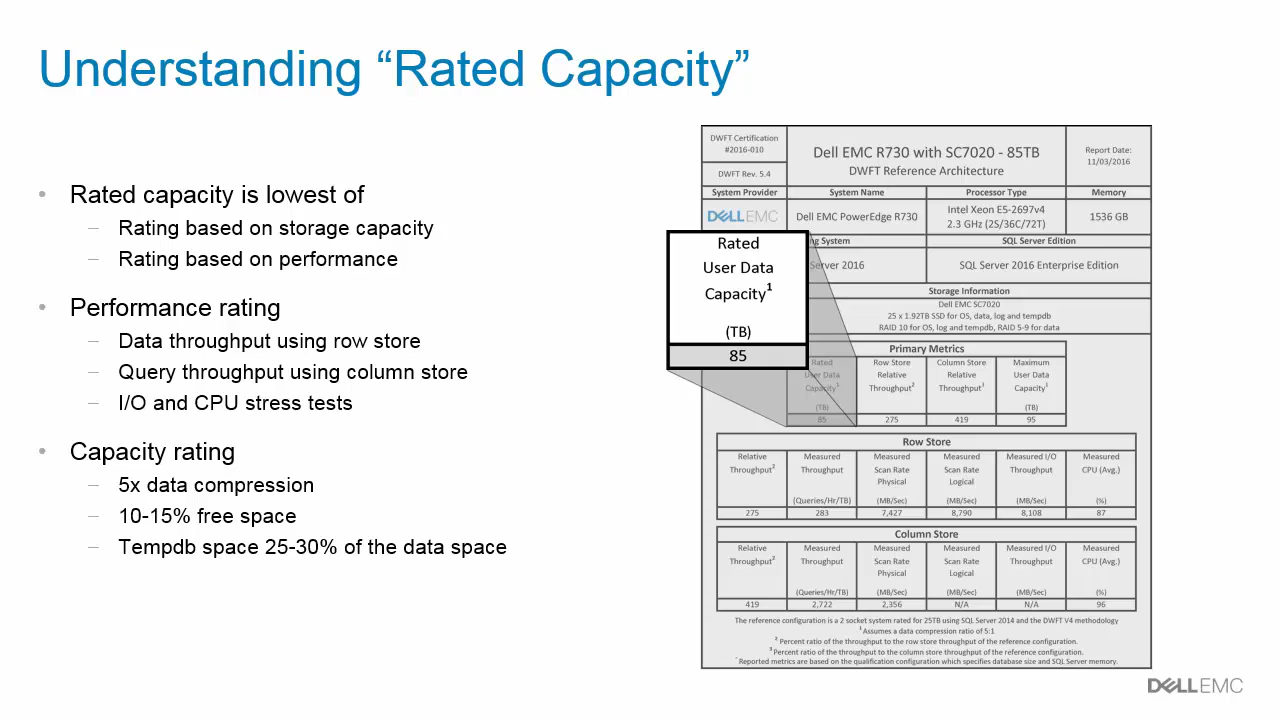 Understanding “Rated Capacity”
• Rated capacity is lowest of
– Rating based on storage capacity
– Rating based on performance
• Performance rating
– Data throughput using row store
– Query throughput using column store
– I/O and CPU stress tests
• Capacity rating
– 5x data compression
– 10-15% free space
– Tempdb space 25-30% of the data space
DWFT Certification
#2016-010
DWFT Rev. 5.4
Dell EMC R730 with SC7020 - 85TB
DWFT Reference Architecture
Report Date:
11/03/2016
System Provider System Name Processor Type Memory
DELL EMC
Dell EMC PowerEdge R730
Intel Xeon E5-2697v4
2.3 GHz (2S/36C/72T)
1536 GB
Rated
User Data
Capacity1
(TB)
85
ng System SQL Server Edition
Server 2016 SQL Server 2016 Enterprise Edition
Storage Information
Dell EMC SC7020
25 x 1.92TB SSD for OS, data, log and tempdb
RAID 10 for OS, log and tempdb, RAID 5-9 for data
Primary Metrics
Rated Row Store Column Store Maximum
User Data Relative Relative User Data
Capacity1 Throughput2 Throughput1 Capacity1
(TB) (TB)
85 275 419 95
Row Store
Relative Measured Measured Measured Measured I/O Measured
Throughput2 Throughput Scan Rate Scan Rate Throughput CPU (Avg.)
Physical Logical
(Queries/Hr/TB) (MB/Sec) (MB/Sec) (MB/Sec) (%)
275 283 7,427 8,790 8,108 87
Column Store
Relative Measured Measured Measured Measured I/O Measured
Throughput2 Throughput Scan Rate Scan Rate Throughput CPU (Avg.)
Physical Logical
(Queries/Hr/TB) (MB/Sec) (MB/Sec) (MB/Sec) (%)
419 2,722 2,356 N/A N/A 96
The reference configuration is a 2 socket system rated for 25TB using SQL Server 2014 and the DWFT V4 methodology
1 Assumes a data compression ratio of 5:1
2 Percent ratio of the throughput to the row store throughput of the reference configuration.
3 Percent ratio of the throughput to the column store throughput of the reference configuration.
* Reported metrics are based on the qualification configuration which specifies database size and SQL Server memory.
DELL EMC